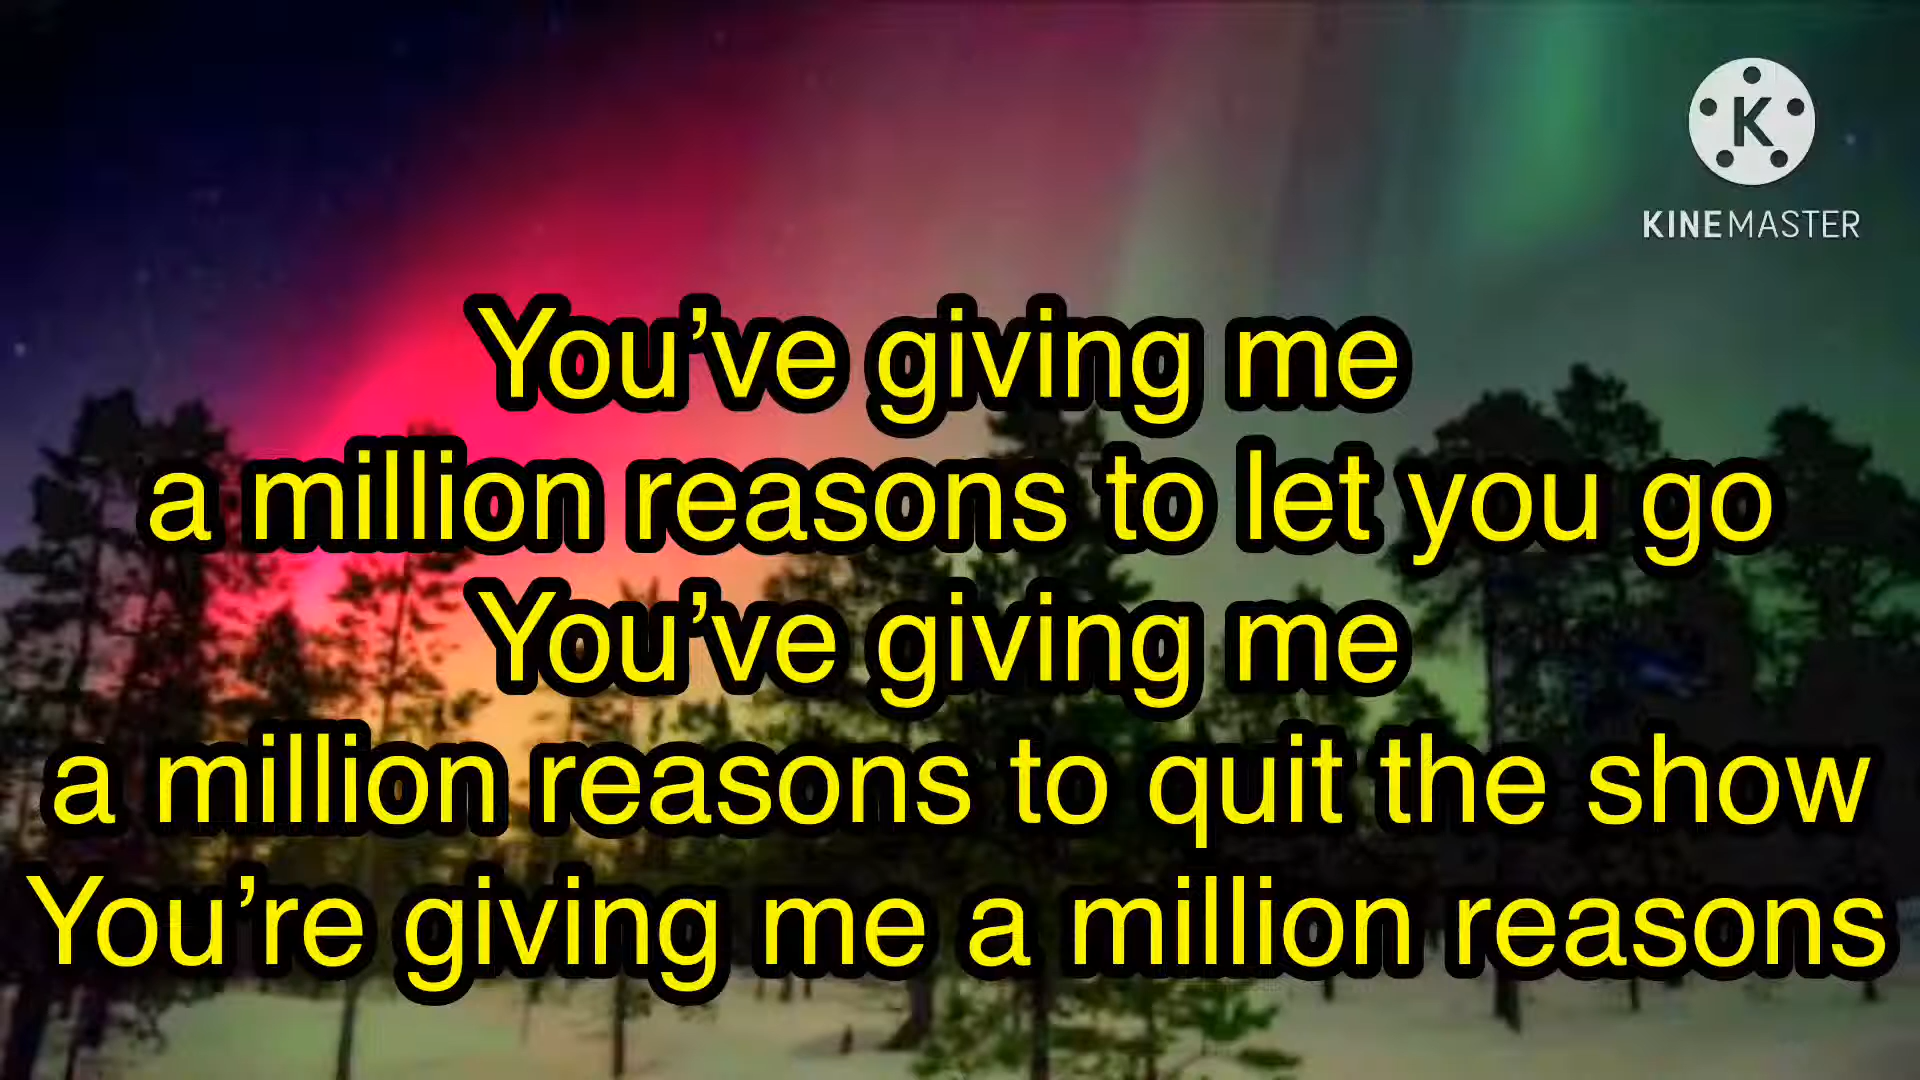 K
KINEMASTER
You’ve giving me
a million reasons to let you go
You’ve giving me
a million reasons to quit the show
You’re giving me a million reasons